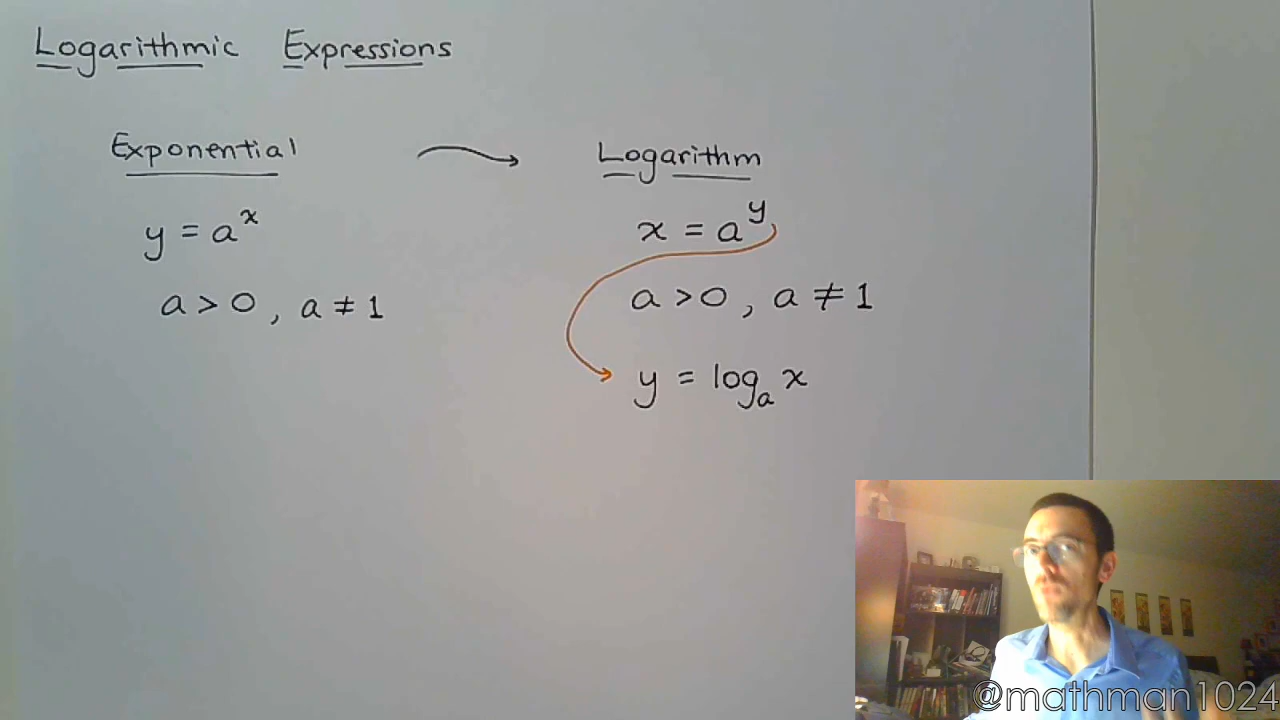 Logarithmic Expressions
Exponential → Logarithm
y = a^x
a > 0, a ≠ 1
x = a^y
a > 0, a ≠ 1
y = log_a x
@mathman1024